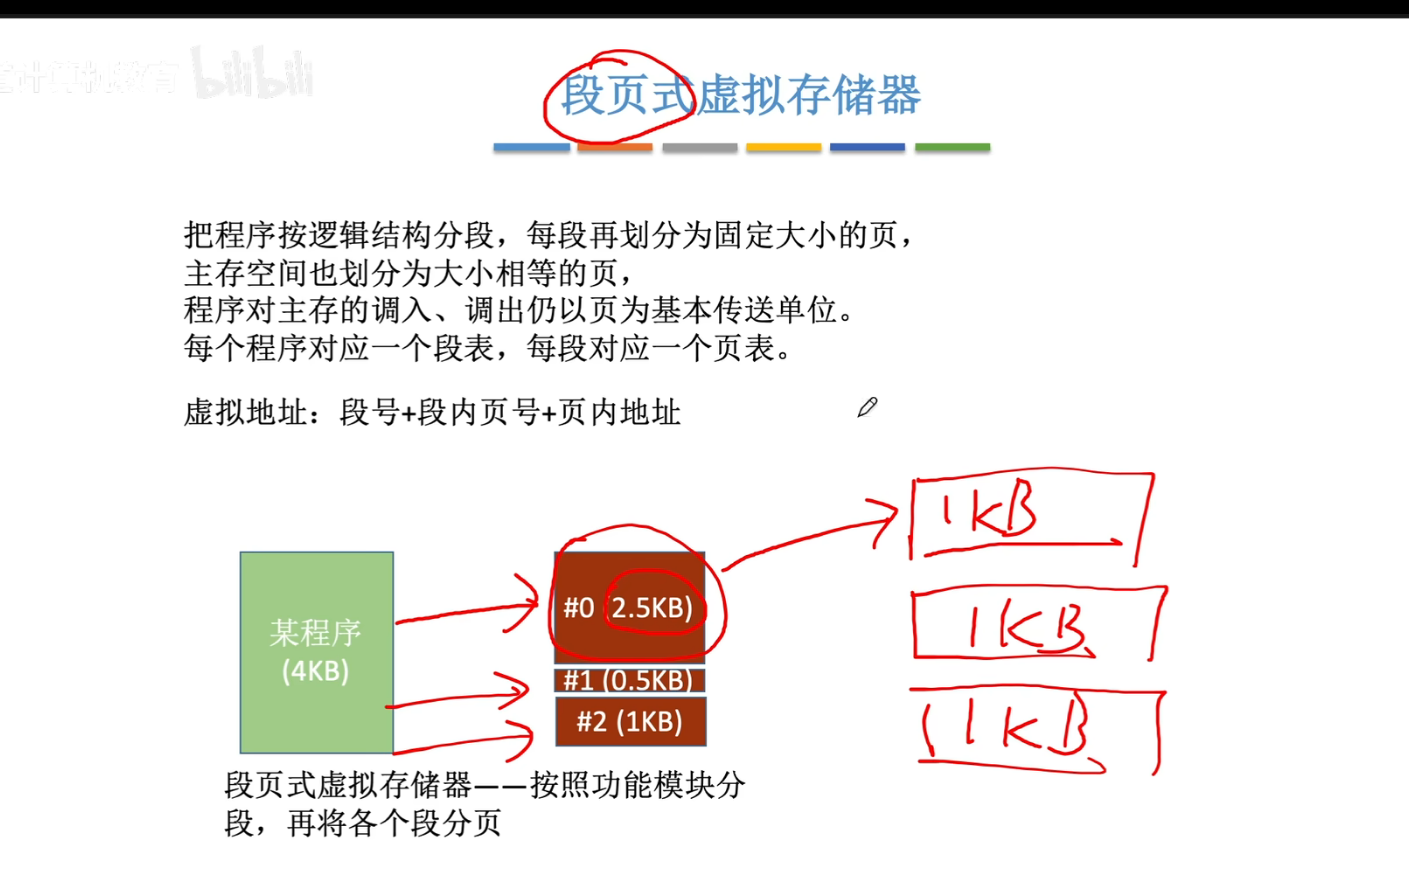 计算机教育 bilibili
段页式虚拟存储器
把程序按逻辑结构分段，每段再划分为固定大小的页，
主存空间也划分为大小相等的页，
程序对主存的调入、调出仍以页为基本传送单位。
每个程序对应一个段表，每段对应一个页表。
虚拟地址：段号+段内页号+页内地址
某程序
(4KB)
#0 (2.5KB)
#1 (0.5KB)
#2 (1KB)
1KB
1KB
1KB
段页式虚拟存储器——按照功能模块分
段，再将各个段分页